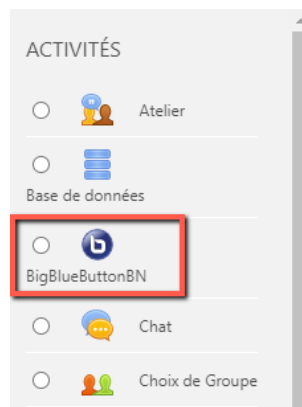 ACTIVITÉS
Atelier
Base de données
BigBlueButtonBN
Chat
Choix de Groupe